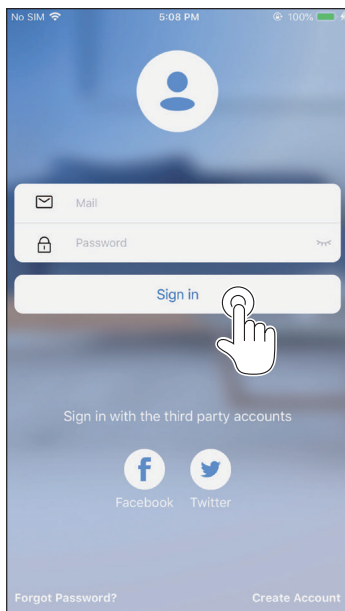 No SIM 5:08 PM 100%
Mail
Password
Sign in
Sign in with the third party accounts
Facebook Twitter
Forgot Password? Create Account